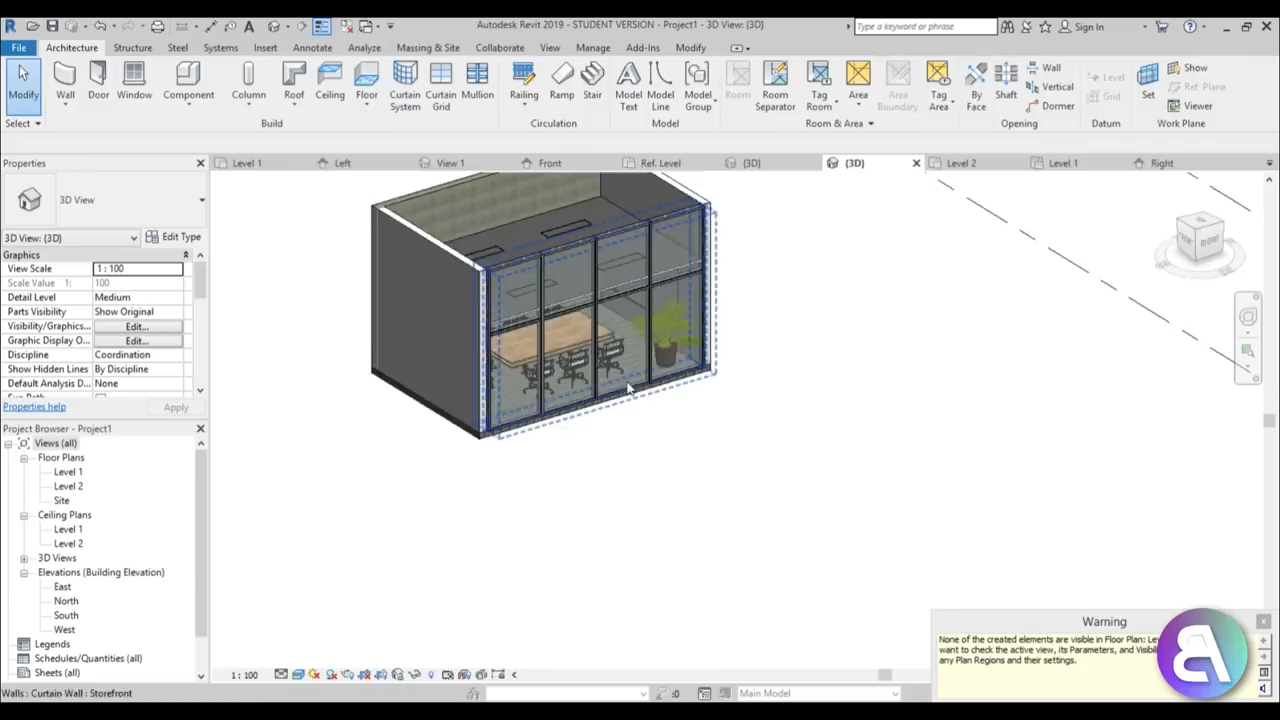 Autodesk Revit 2019 - STUDENT VERSION - Project1 - 3D View: {3D}
Type a keyword or phrase
Sign In
File
Architecture
Structure
Steel
Systems
Insert
Annotate
Analyze
Massing & Site
Collaborate
View
Manage
Add-Ins
Modify
Modify
Wall
Door
Window
Component
Column
Roof
Ceiling
Floor
Curtain System
Curtain Grid
Mullion
Railing
Ramp
Stair
Model Text
Model Line
Model Group
Room
Room Separator
Tag Room
Area
Area Boundary
Tag Area
By Face
Shaft
Wall
Vertical
Dormer
Level
Grid
Set
Show
Ref. Plane
Viewer
Select
Build
Circulation
Model
Room & Area
Opening
Datum
Work Plane
Properties
Level 1
Left
View 1
Front
Ref. Level
{3D}
{3D}
Level 2
Level 1
Right
3D View
3D View: {3D}
Edit Type
Graphics
View Scale
1 : 100
Scale Value 1:
100
Detail Level
Medium
Parts Visibility
Show Original
Visibility/Graphics...
Edit...
Graphic Display O...
Edit...
Discipline
Coordination
Show Hidden Lines
By Discipline
Default Analysis D...
None
Properties help
Apply
RIGHT
Project Browser - Project1
Views (all)
Floor Plans
Level 1
Level 2
Site
Ceiling Plans
Level 1
Level 2
3D Views
Elevations (Building Elevation)
East
North
South
West
Legends
Schedules/Quantities (all)
Sheets (all)
Warning
None of the created elements are visible in Floor Plan:
want to check the active view, its Parameters, and
any Plan Regions and their settings.
1 : 100
Walls : Curtain Wall : Storefront
:0
Main Model